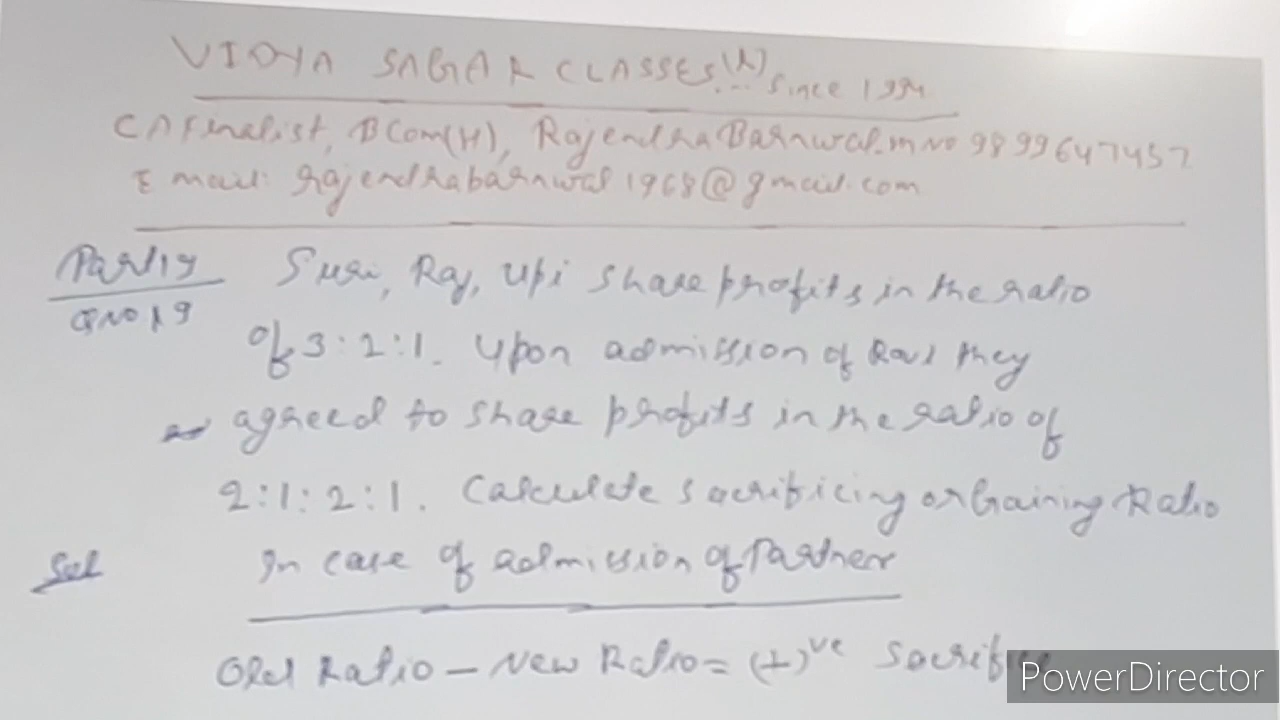 VIDYA SAGAR CLASSES(R)... Since 1994
CA Finalist, BCom(H), Rajendra Barnwal. m no 9899647457
E mail: rajendrabarnwal1968@gmail.com
Part 19 Suri, Raj, Upi share profits in the ratio
Q NO 19 of 3:2:1. Upon admission of Ravi they
agreed to share profits in the ratio of
2:1:2:1. Calculate sacrificing or Gaining Ratio
Sol In case of admission of Partner
Old Ratio - New Ratio = (+)ve
PowerDirector